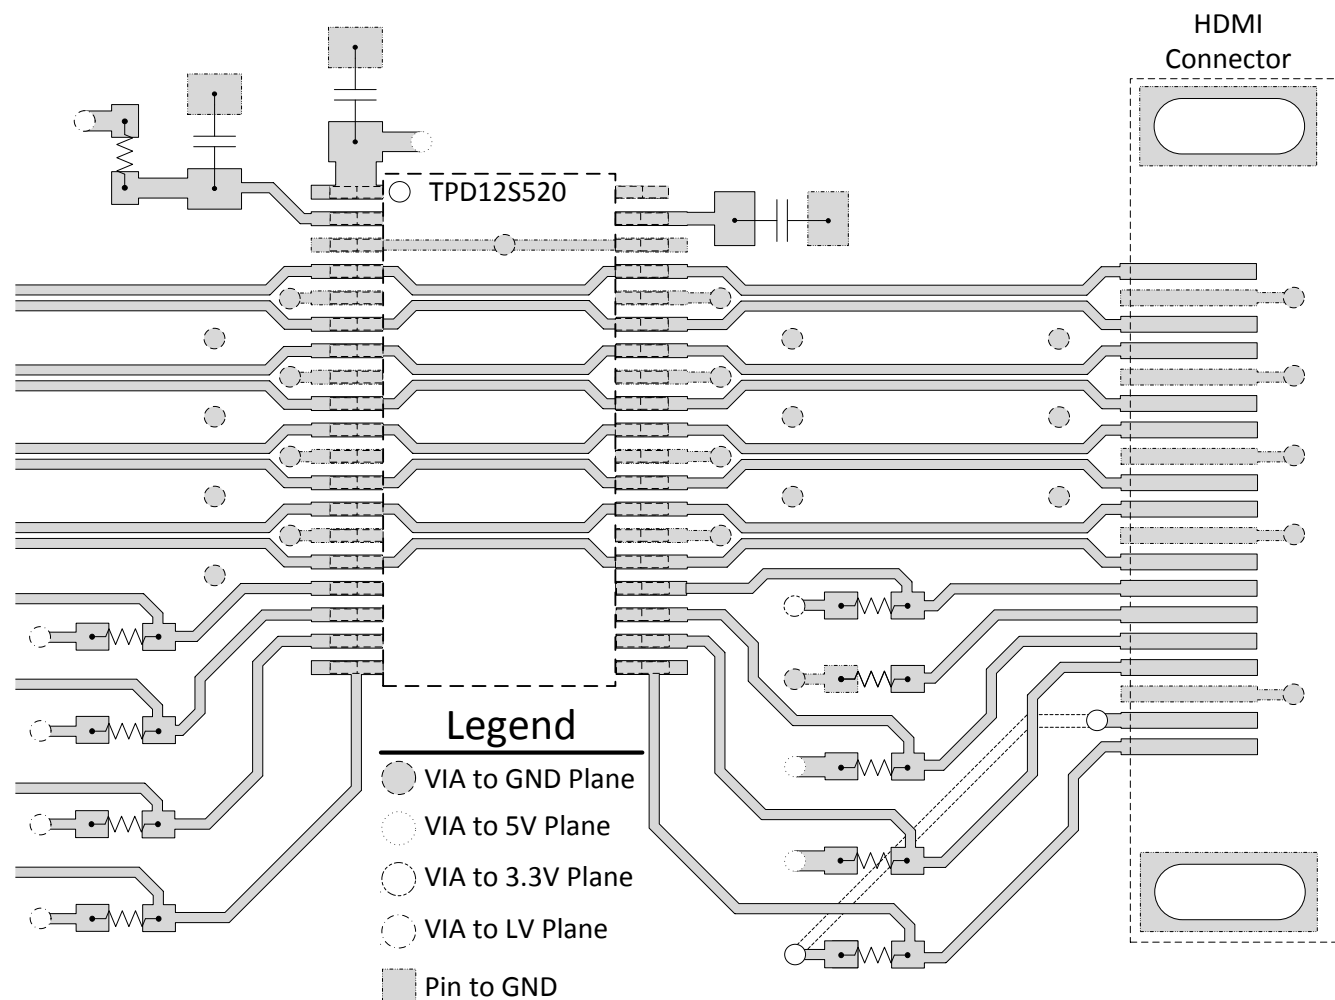 HDMI
Connector
TPD12S520
Legend
VIA to GND Plane
VIA to 5V Plane
VIA to 3.3V Plane
VIA to LV Plane
Pin to GND